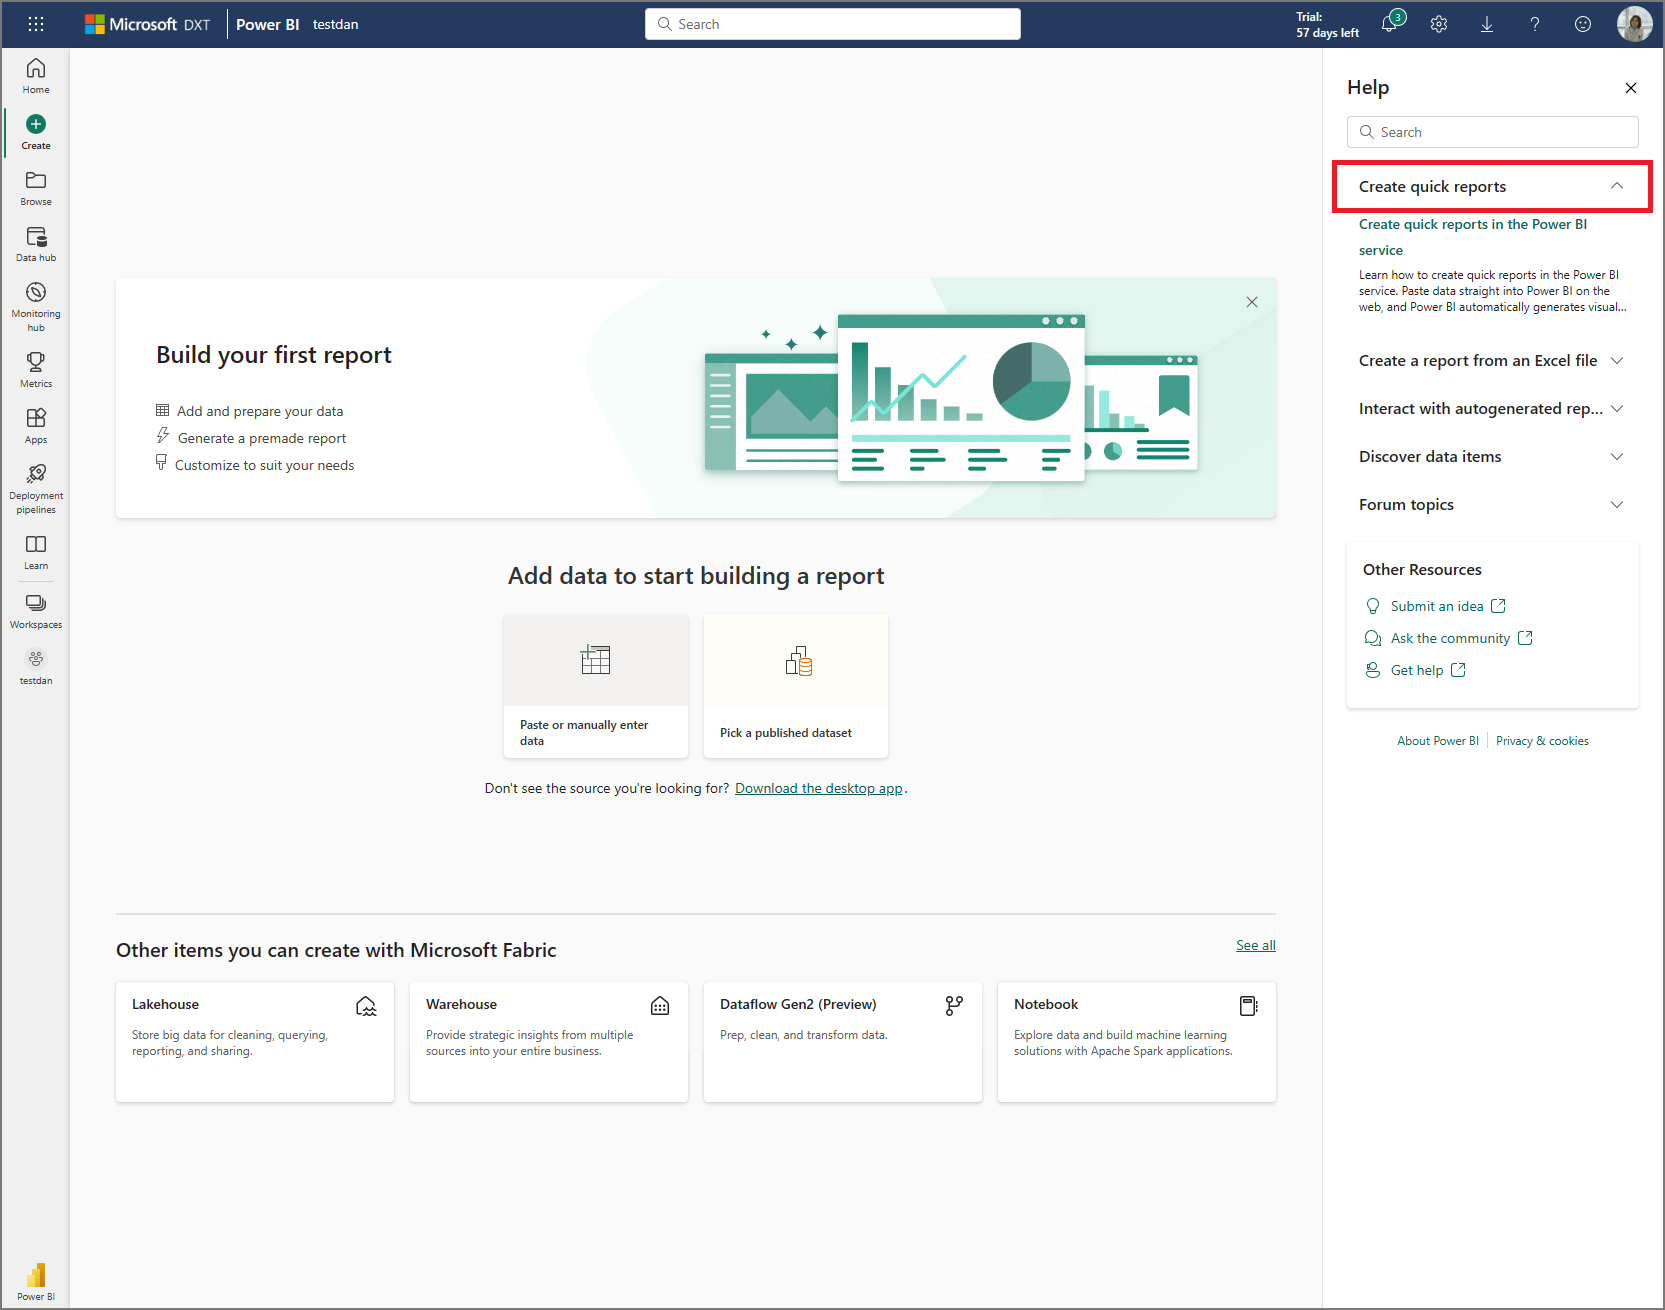 Microsoft DXT
Power BI testdan
Search
Trial:
57 days left
3
Home
Create
Browse
Data hub
Monitoring
hub
Metrics
Apps
Deployment
pipelines
Learn
Workspaces
testdan
Power BI
Build your first report
Add and prepare your data
Generate a premade report
Customize to suit your needs
Add data to start building a report
Paste or manually enter
data
Pick a published dataset
Don't see the source you're looking for? Download the desktop app.
Other items you can create with Microsoft Fabric
See all
Lakehouse
Store big data for cleaning, querying,
reporting, and sharing.
Warehouse
Provide strategic insights from multiple
sources into your entire business.
Dataflow Gen2 (Preview)
Prep, clean, and transform data.
Notebook
Explore data and build machine learning
solutions with Apache Spark applications.
Help
Search
Create quick reports
Create quick reports in the Power BI
service
Learn how to create quick reports in the Power BI
service. Paste data straight into Power BI on the
web, and Power BI automatically generates visual...
Create a report from an Excel file
Interact with autogenerated rep...
Discover data items
Forum topics
Other Resources
Submit an idea
Ask the community
Get help
About Power BI
Privacy & cookies